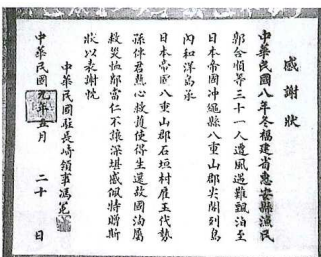 感謝狀
中華民國八年冬福建省惠安縣漁民
郭合順等三十一人遭風遇難飄泊至
日本帝國沖繩縣八重山郡尖閣列島
內和洋島承
日本帝國八重山郡石垣村雇玉代勢
孫伴君熱心救護使得生還故國洵屬
救災恤鄰當仁不讓深堪感佩特贈斯
狀以表謝忱
中華民國駐長崎領事馮冕
中華民國九年五月二十日